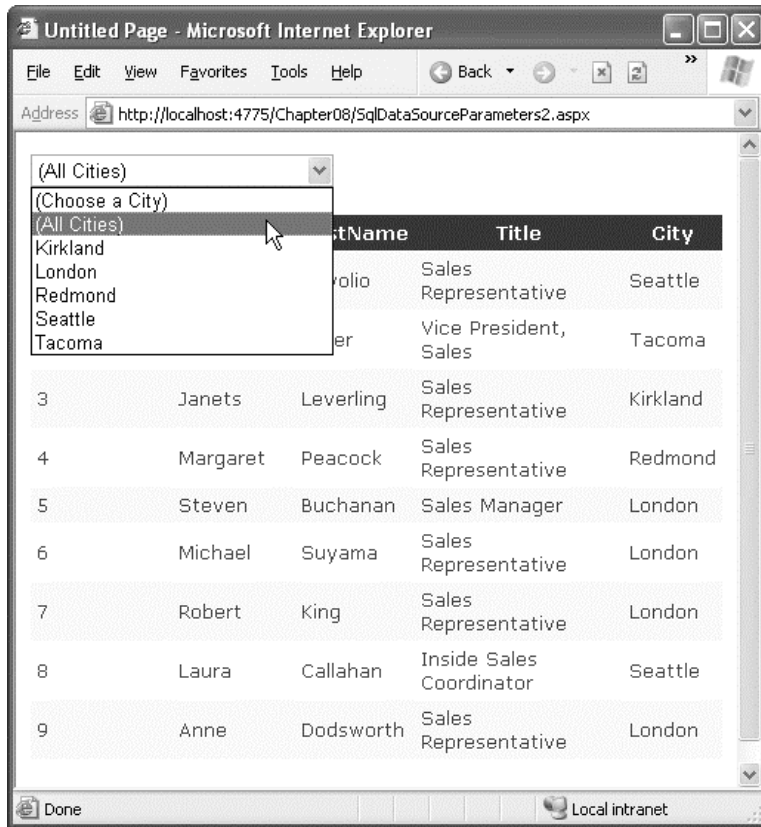 Untitled Page - Microsoft Internet Explorer
File Edit View Favorites Tools Help Back »
Address http://localhost:4775/Chapter08/SqlDataSourceParameters2.aspx
(All Cities)
(Choose a City)
(All Cities)
Kirkland
London
Redmond
Seattle
Tacoma
stName Title City
Sales
Representative
Seattle
Vice President,
Sales
Tacoma
3 Janets Leverling Sales
Representative
Kirkland
4 Margaret Peacock Sales
Representative
Redmond
5 Steven Buchanan Sales Manager London
6 Michael Suyama Sales
Representative
London
7 Robert King Sales
Representative
London
8 Laura Callahan Inside Sales
Coordinator
Seattle
9 Anne Dodsworth Sales
Representative
London
Done Local intranet